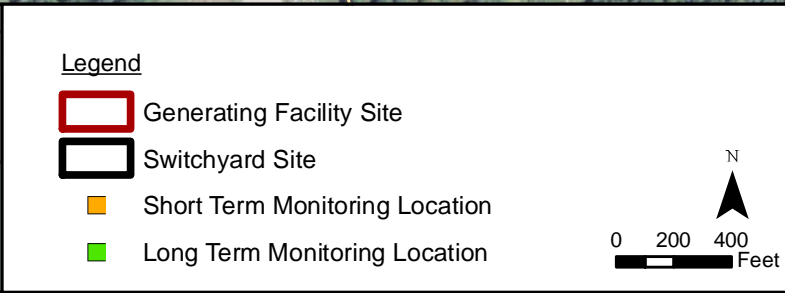 Legend
Generating Facility Site
Switchyard Site
Short Term Monitoring Location
Long Term Monitoring Location
N
0 200 400
Feet